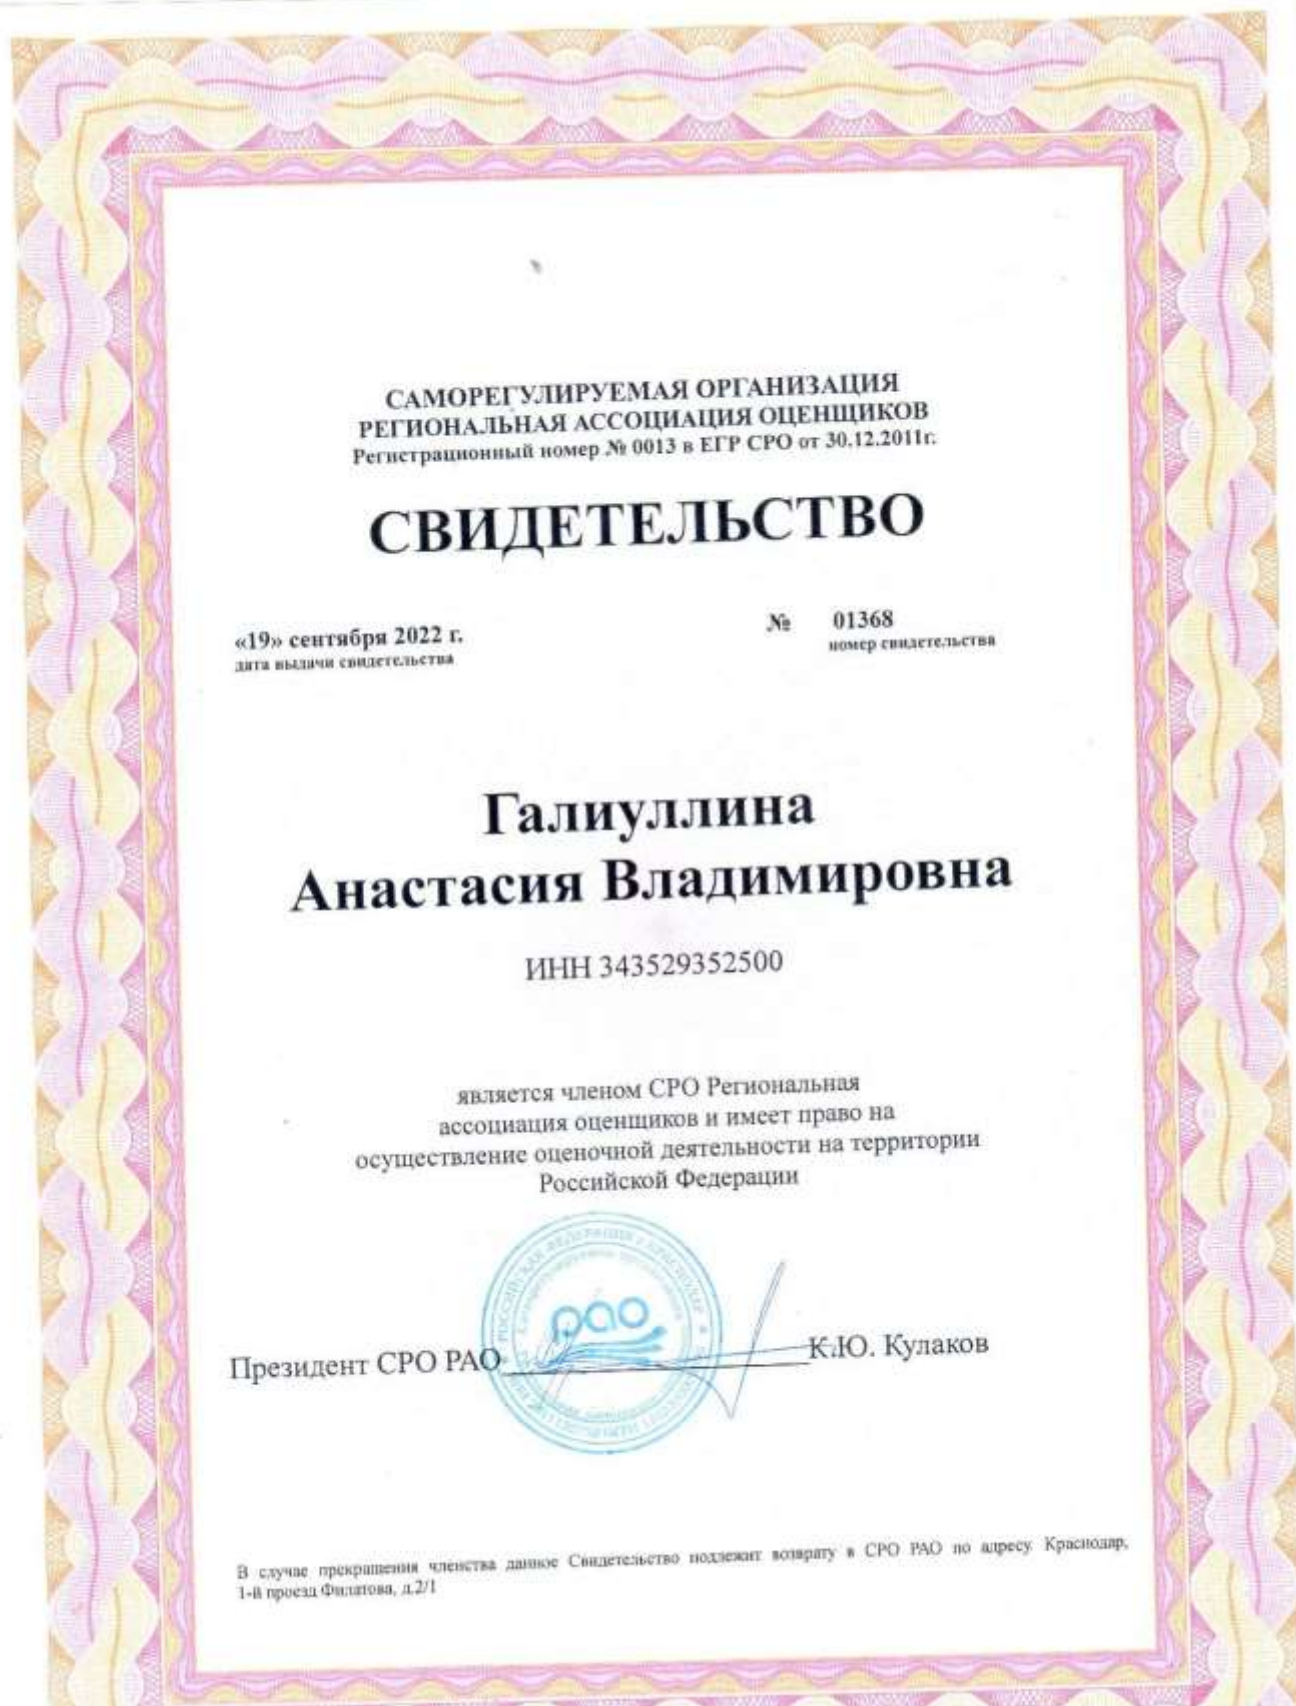 САМОРЕГУЛИРУЕМАЯ ОРГАНИЗАЦИЯ
РЕГИОНАЛЬНАЯ АССОЦИАЦИЯ ОЦЕНЩИКОВ
Регистрационный номер № 0013 в ЕГР СРО от 30.12.2011г.
СВИДЕТЕЛЬСТВО
«19» сентября 2022 г.
дата выдачи свидетельства
№ 01368
номер свидетельства
Галиуллина
Анастасия Владимировна
ИНН 343529352500
является членом СРО Региональная
ассоциация оценщиков и имеет право на
осуществление оценочной деятельности на территории
Российской Федерации
РОССИЙСКАЯ ФЕДЕРАЦИЯ г. КРАСНОДАР
рао
Президент СРО РАО К.Ю. Кулаков
В случае прекращения членства данное Свидетельство подлежит возврату в СРО РАО по адресу. Краснодар,
1-й проезд Филатова, д.2/1